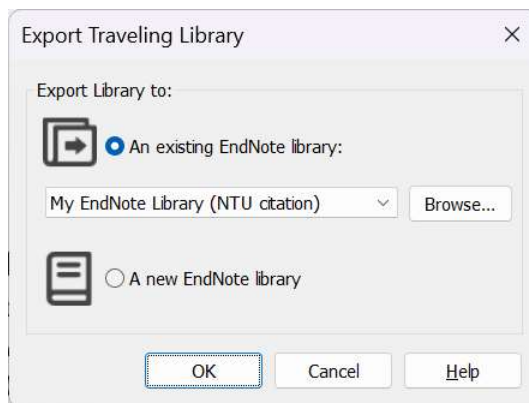 Export Traveling Library
Export Library to:
An existing EndNote library:
My EndNote Library (NTU citation)
Browse...
A new EndNote library
OK Cancel Help